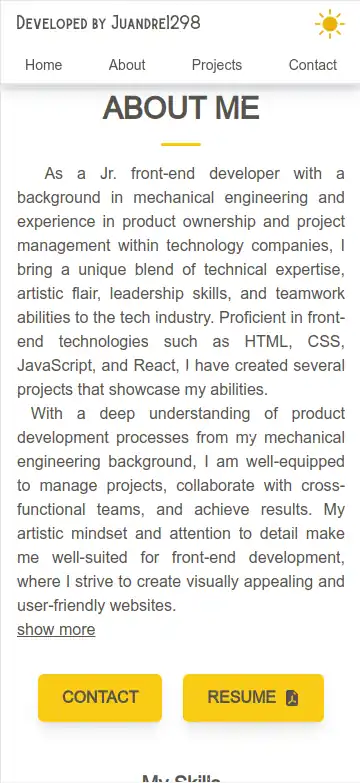 Developed by Juandre1298
Home About Projects Contact
ABOUT ME
As a Jr. front-end developer with a
background in mechanical engineering and
experience in product ownership and project
management within technology companies, I
bring a unique blend of technical expertise,
artistic flair, leadership skills, and teamwork
abilities to the tech industry. Proficient in front-
end technologies such as HTML, CSS,
JavaScript, and React, I have created several
projects that showcase my abilities.
With a deep understanding of product
development processes from my mechanical
engineering background, I am well-equipped
to manage projects, collaborate with cross-
functional teams, and achieve results. My
artistic mindset and attention to detail make
me well-suited for front-end development,
where I strive to create visually appealing and
user-friendly websites.
show more
CONTACT RESUME
My Skills